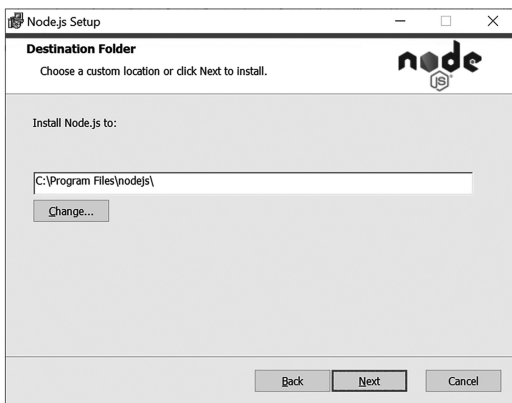 Node.js Setup
Destination Folder
Choose a custom location or click Next to install.
node
JS
Install Node.js to:
C:\Program Files\nodejs\
Change...
Back
Next
Cancel